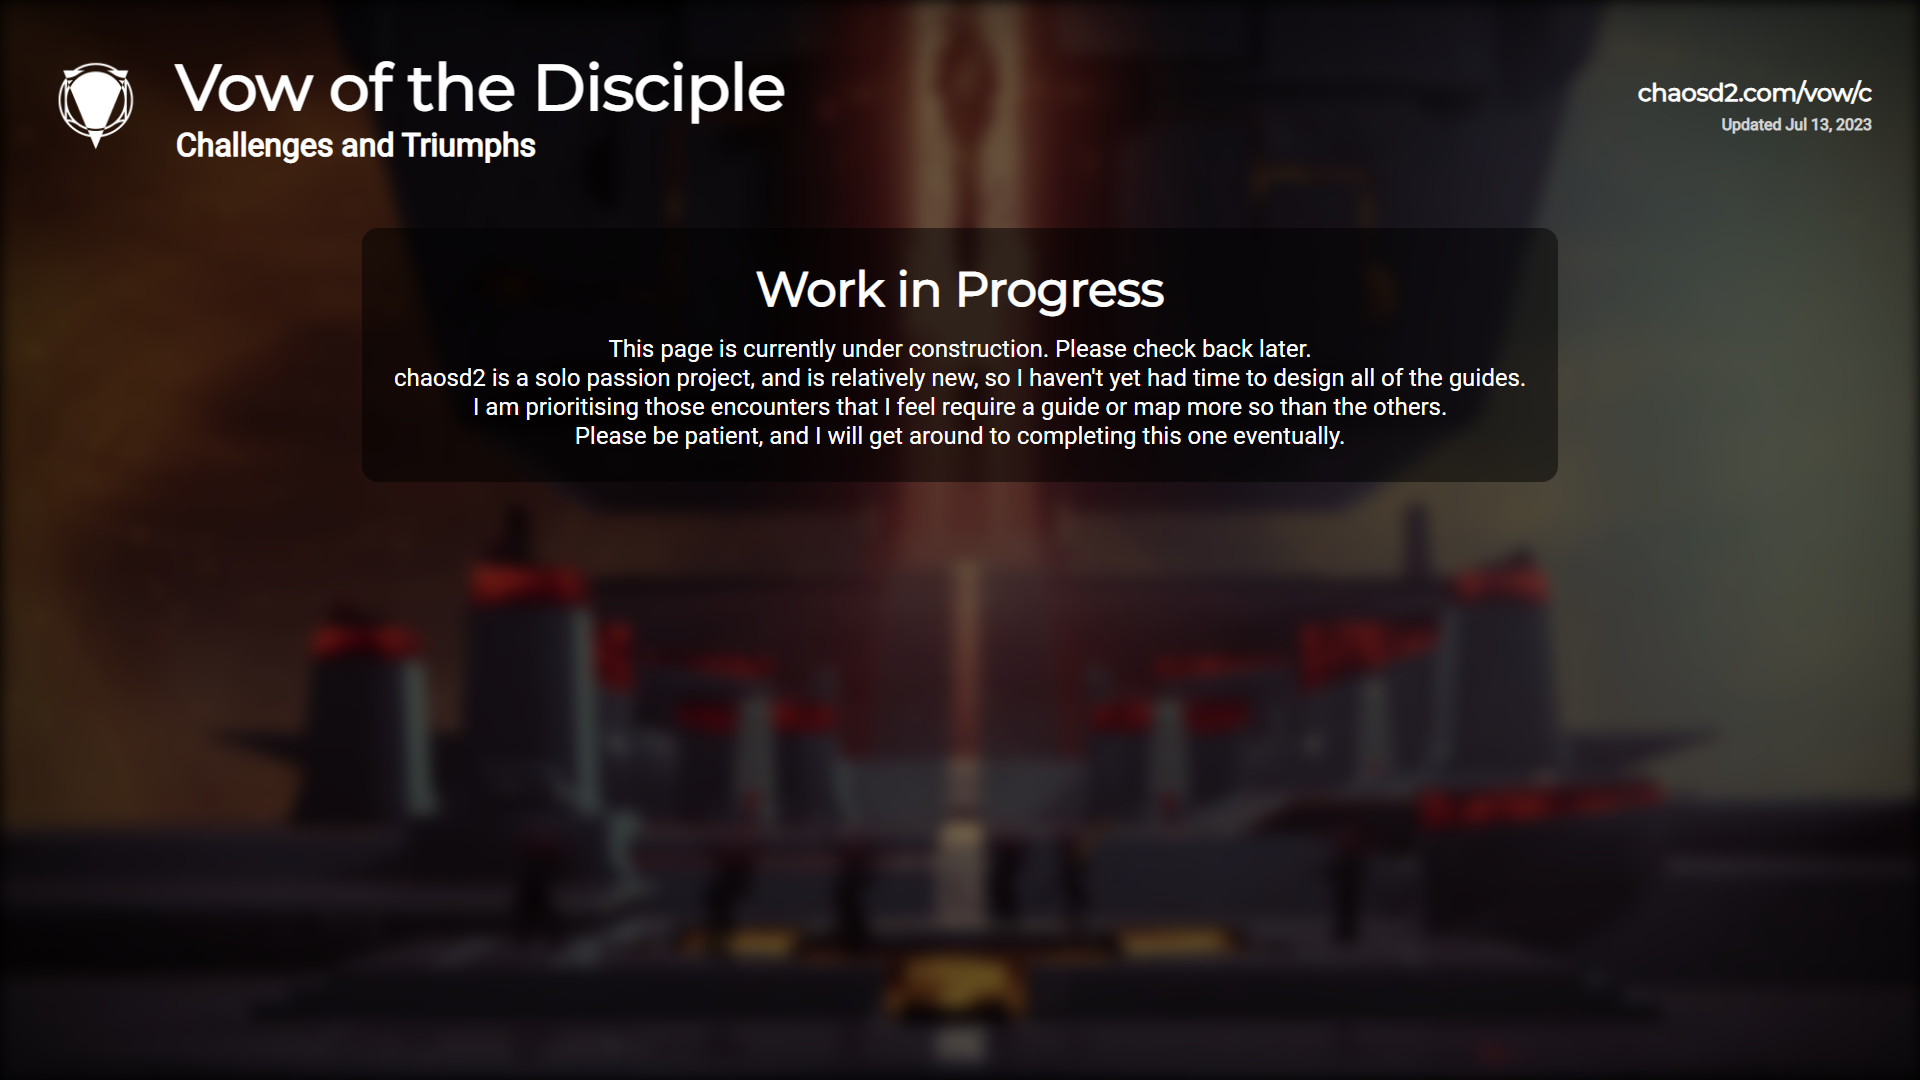 Vow of the Disciple
Challenges and Triumphs
chaosd2.com/vow/c
Updated Jul 13, 2023
Work in Progress
This page is currently under construction. Please check back later.
chaosd2 is a solo passion project, and is relatively new, so I haven't yet had time to design all of the guides.
I am prioritising those encounters that I feel require a guide or map more so than the others.
Please be patient, and I will get around to completing this one eventually.